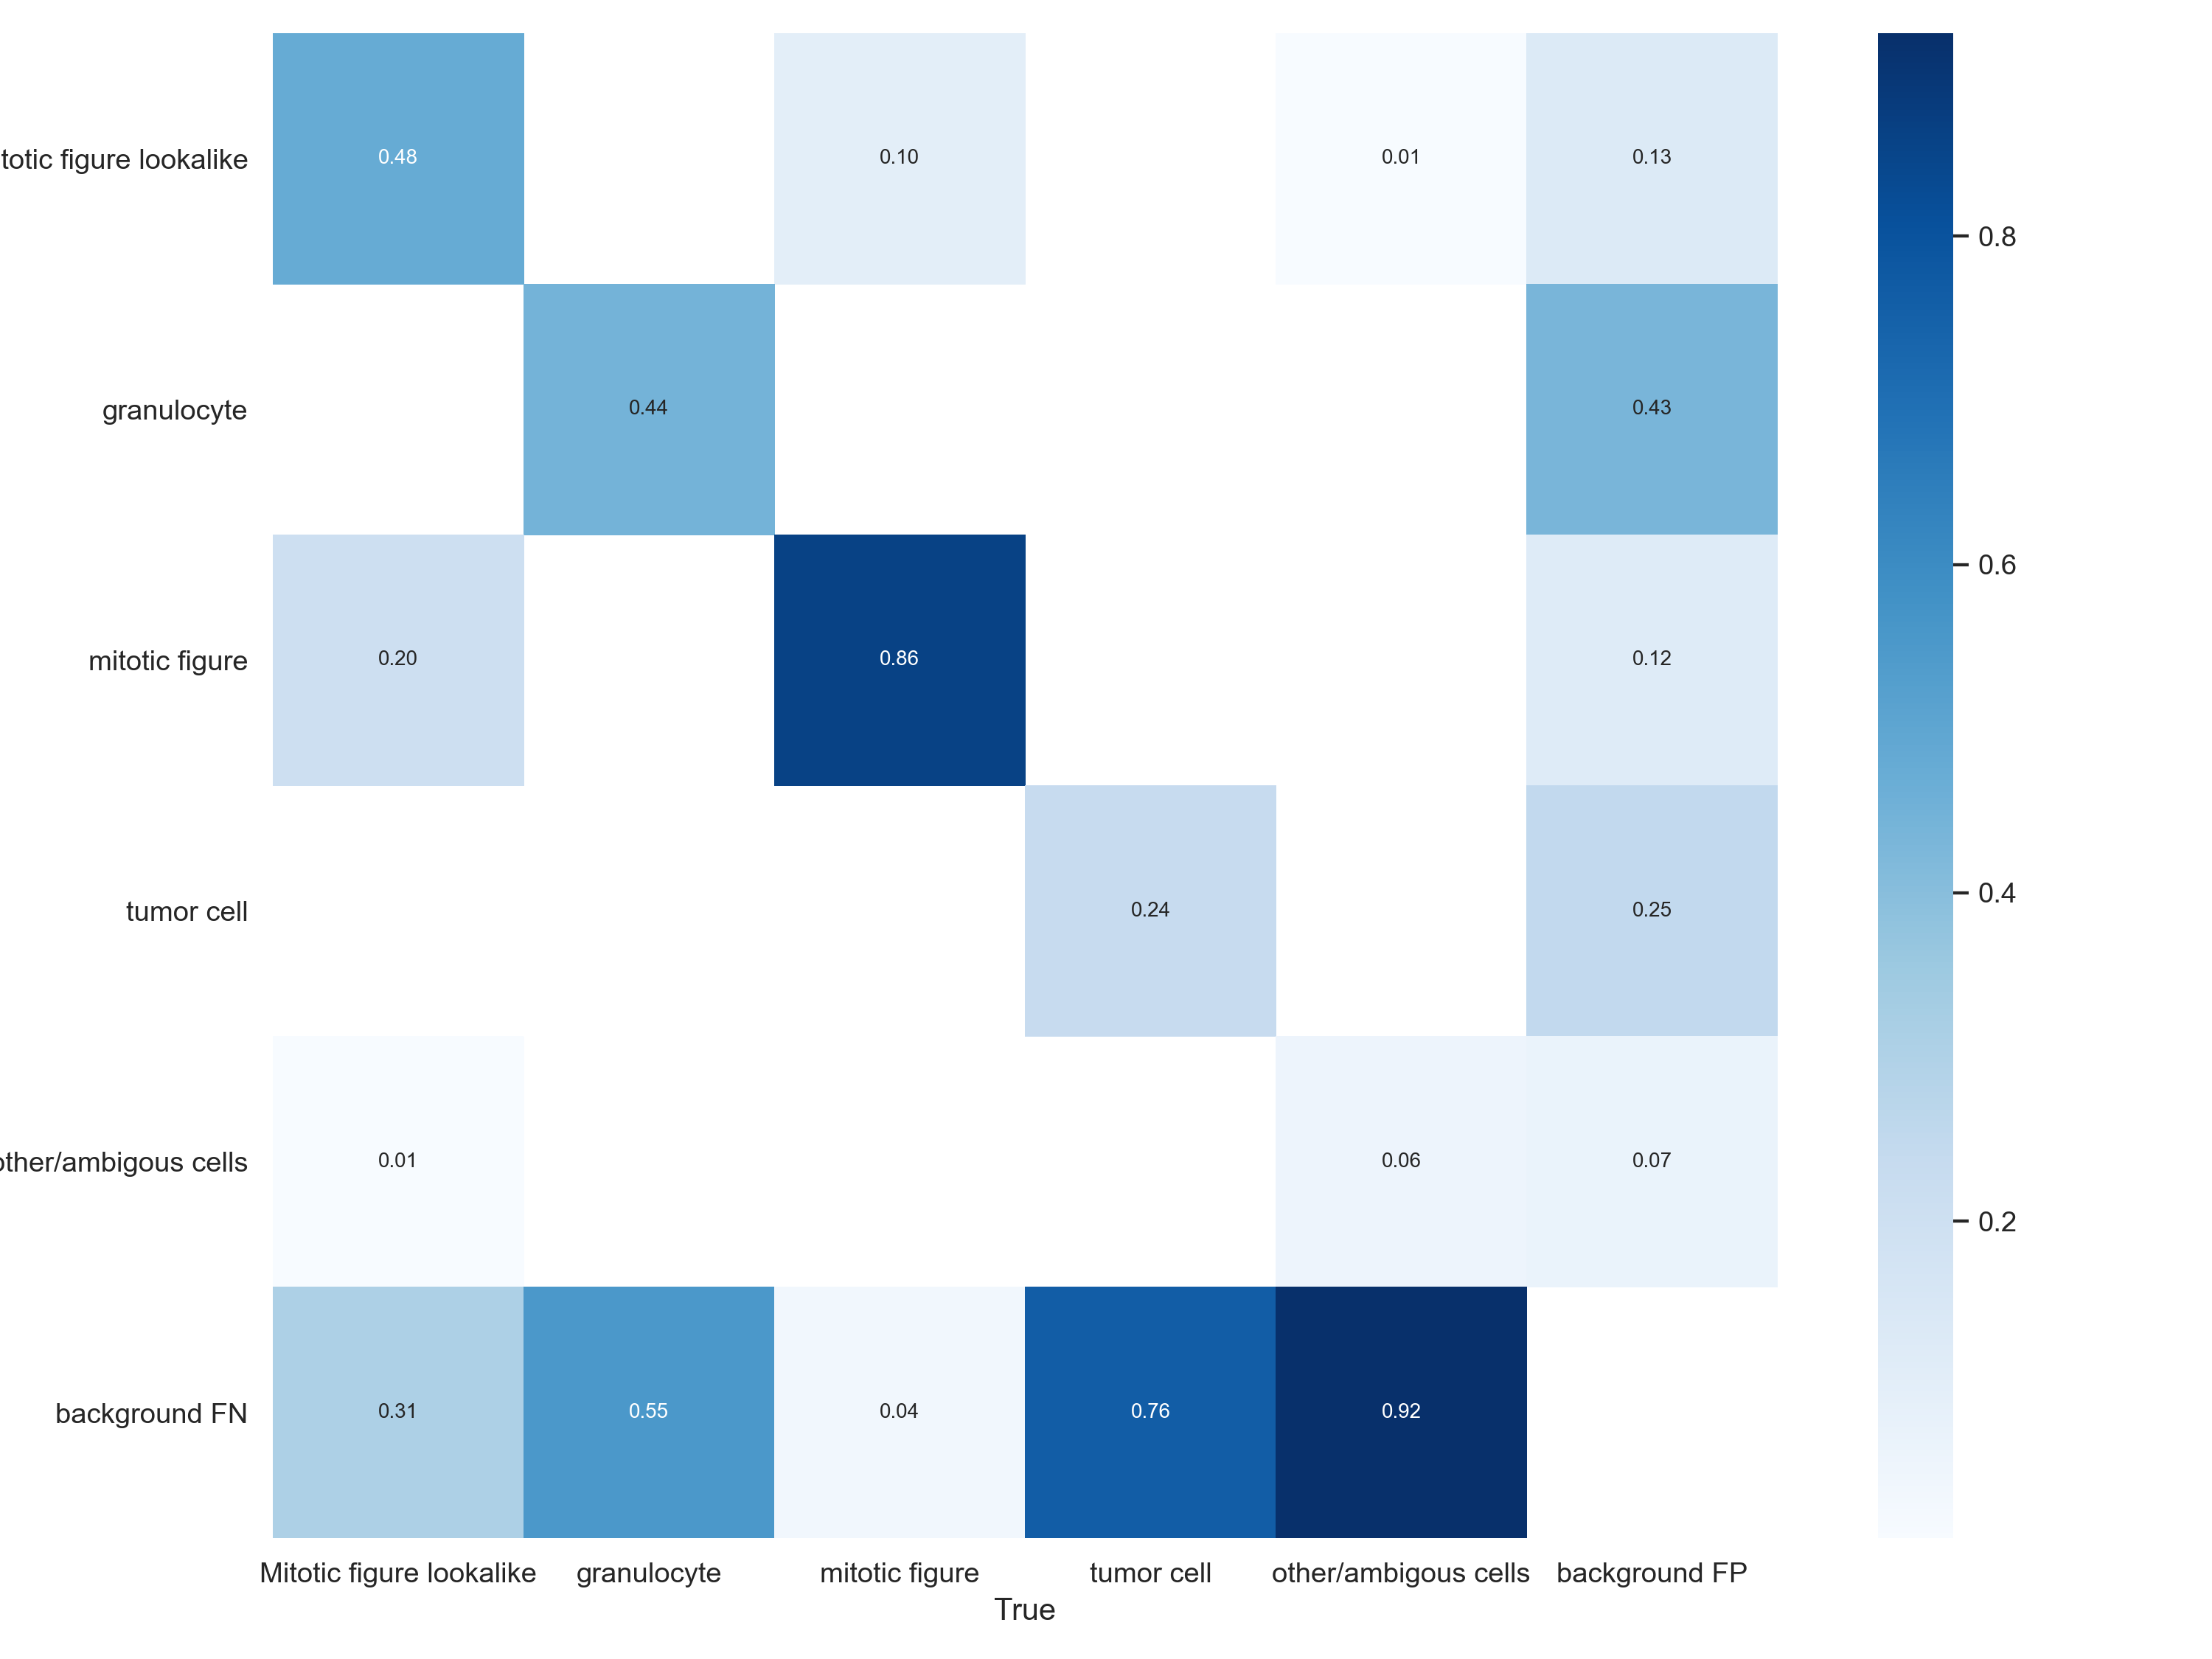 totic figure lookalike 0.48 0.10 0.01 0.13
0.8
granulocyte 0.44 0.43
0.6
mitotic figure 0.20 0.86 0.12
0.4
tumor cell 0.24 0.25
other/ambigous cells 0.01 0.06 0.07
0.2
background FN 0.31 0.55 0.04 0.76 0.92
Mitotic figure lookalike granulocyte mitotic figure tumor cell other/ambigous cells background FP
True